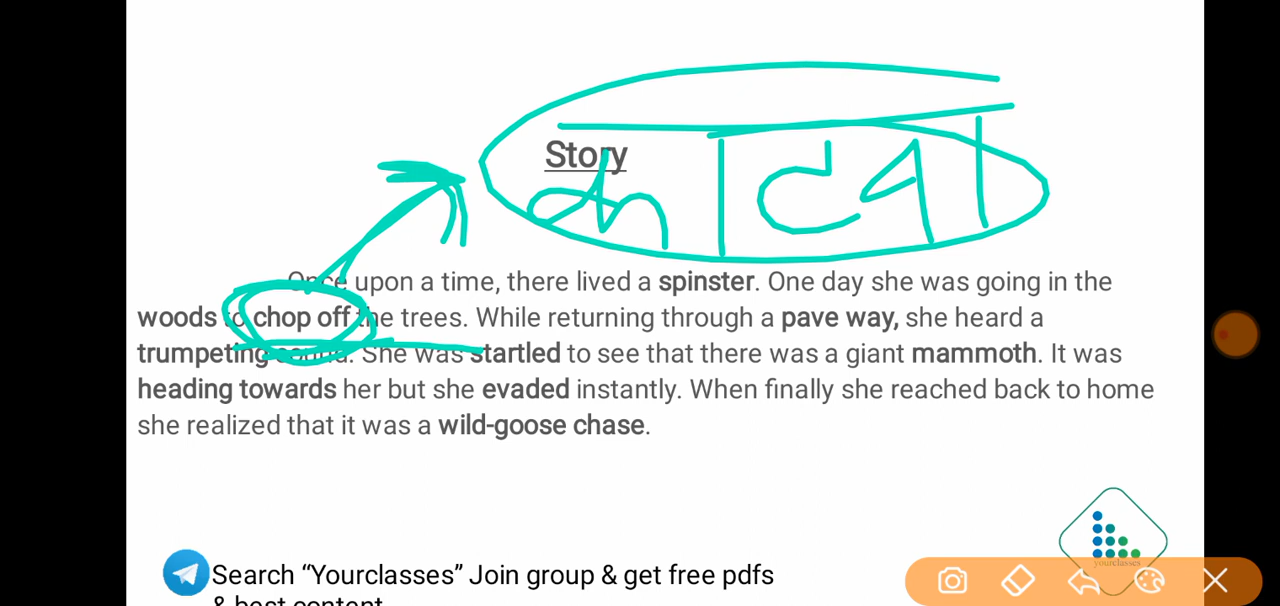 Story
Once upon a time, there lived a spinster. One day she was going in the
woods to chop off the trees. While returning through a pave way, she heard a
trumpeting sound. She was startled to see that there was a giant mammoth. It was
heading towards her but she evaded instantly. When finally she reached back to home
she realized that it was a wild-goose chase.
yourclasses
Search “Yourclasses” Join group & get free pdfs
& best content